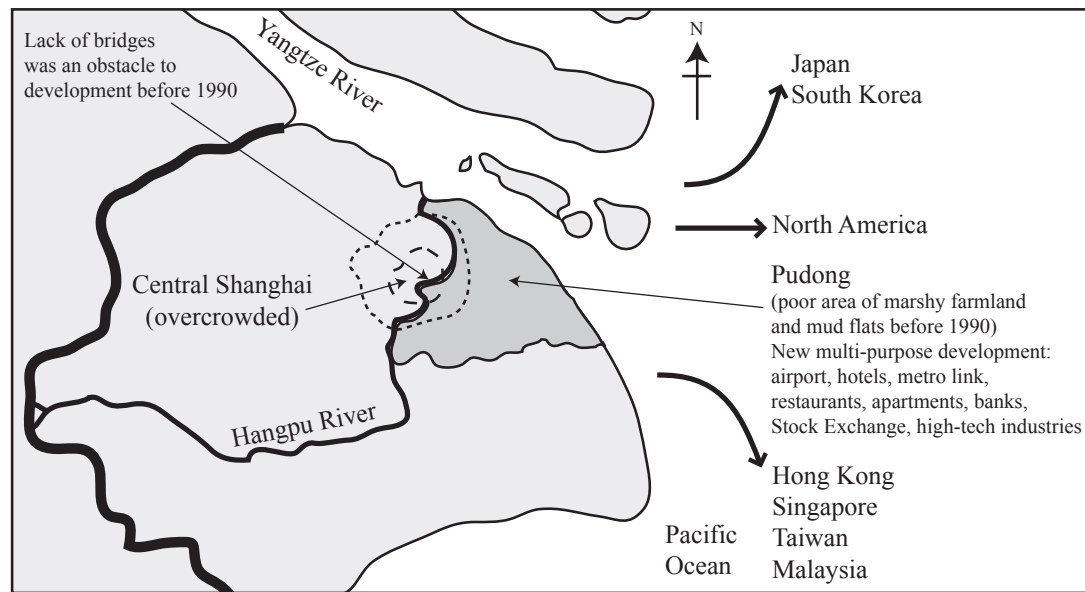 Lack of bridges
was an obstacle to
development before 1990
Yangtze River
N
Japan
South Korea
North America
Central Shanghai
(overcrowded)
Pudong
(poor area of marshy farmland
and mud flats before 1990)
New multi-purpose development:
airport, hotels, metro link,
restaurants, apartments, banks,
Stock Exchange, high-tech industries
Hangpu River
Hong Kong
Singapore
Taiwan
Malaysia
Pacific
Ocean